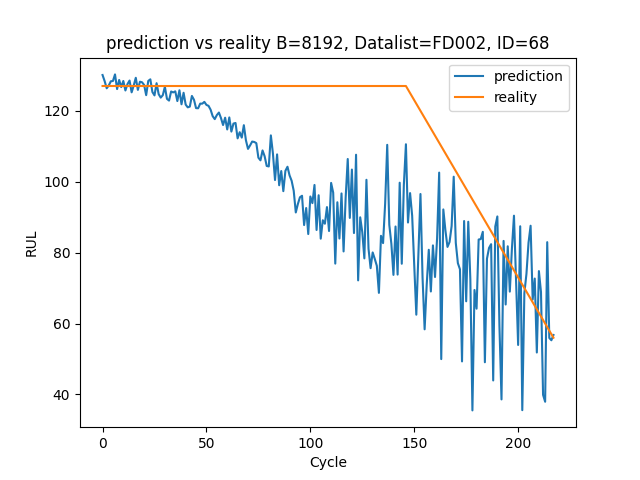 prediction vs reality B=8192, Datalist=FD002, ID=68
prediction
reality
RUL
120
100
80
60
40
0 50 100 150 200
Cycle